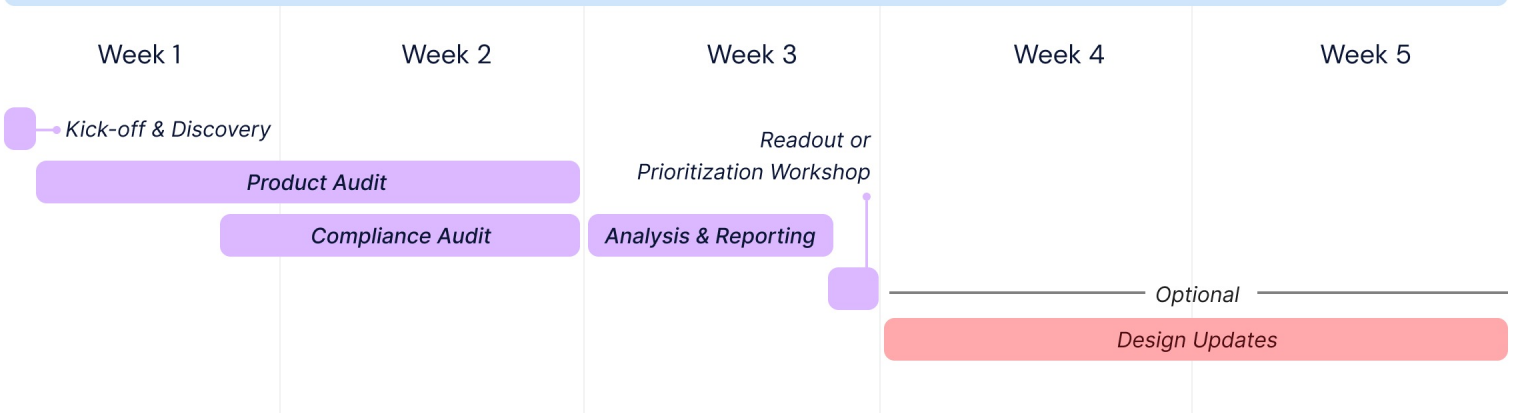 Week 1
Week 2
Week 3
Week 4
Week 5
Kick-off & Discovery
Readout or
Prioritization Workshop
Product Audit
Compliance Audit
Analysis & Reporting
Optional
Design Updates